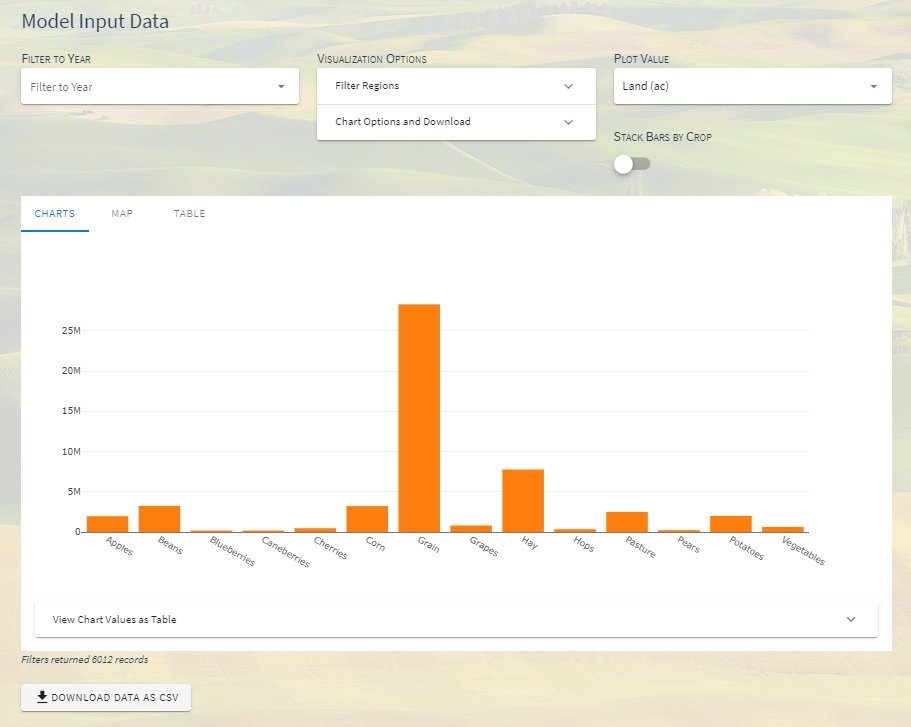 Model Input Data
Filter to Year
Visualization Options
Plot Value
Filter to Year
Filter Regions
Land (ac)
Chart Options and Download
Stack Bars by Crop
CHARTS
MAP
TABLE
25M
20M
15M
10M
5M
0
Apples
Beans
Blueberries
Caneberries
Cherries
Corn
Grain
Grapes
Hay
Hops
Pasture
Pears
Potatoes
Vegetables
View Chart Values as Table
Filters returned 6012 records
DOWNLOAD DATA AS CSV